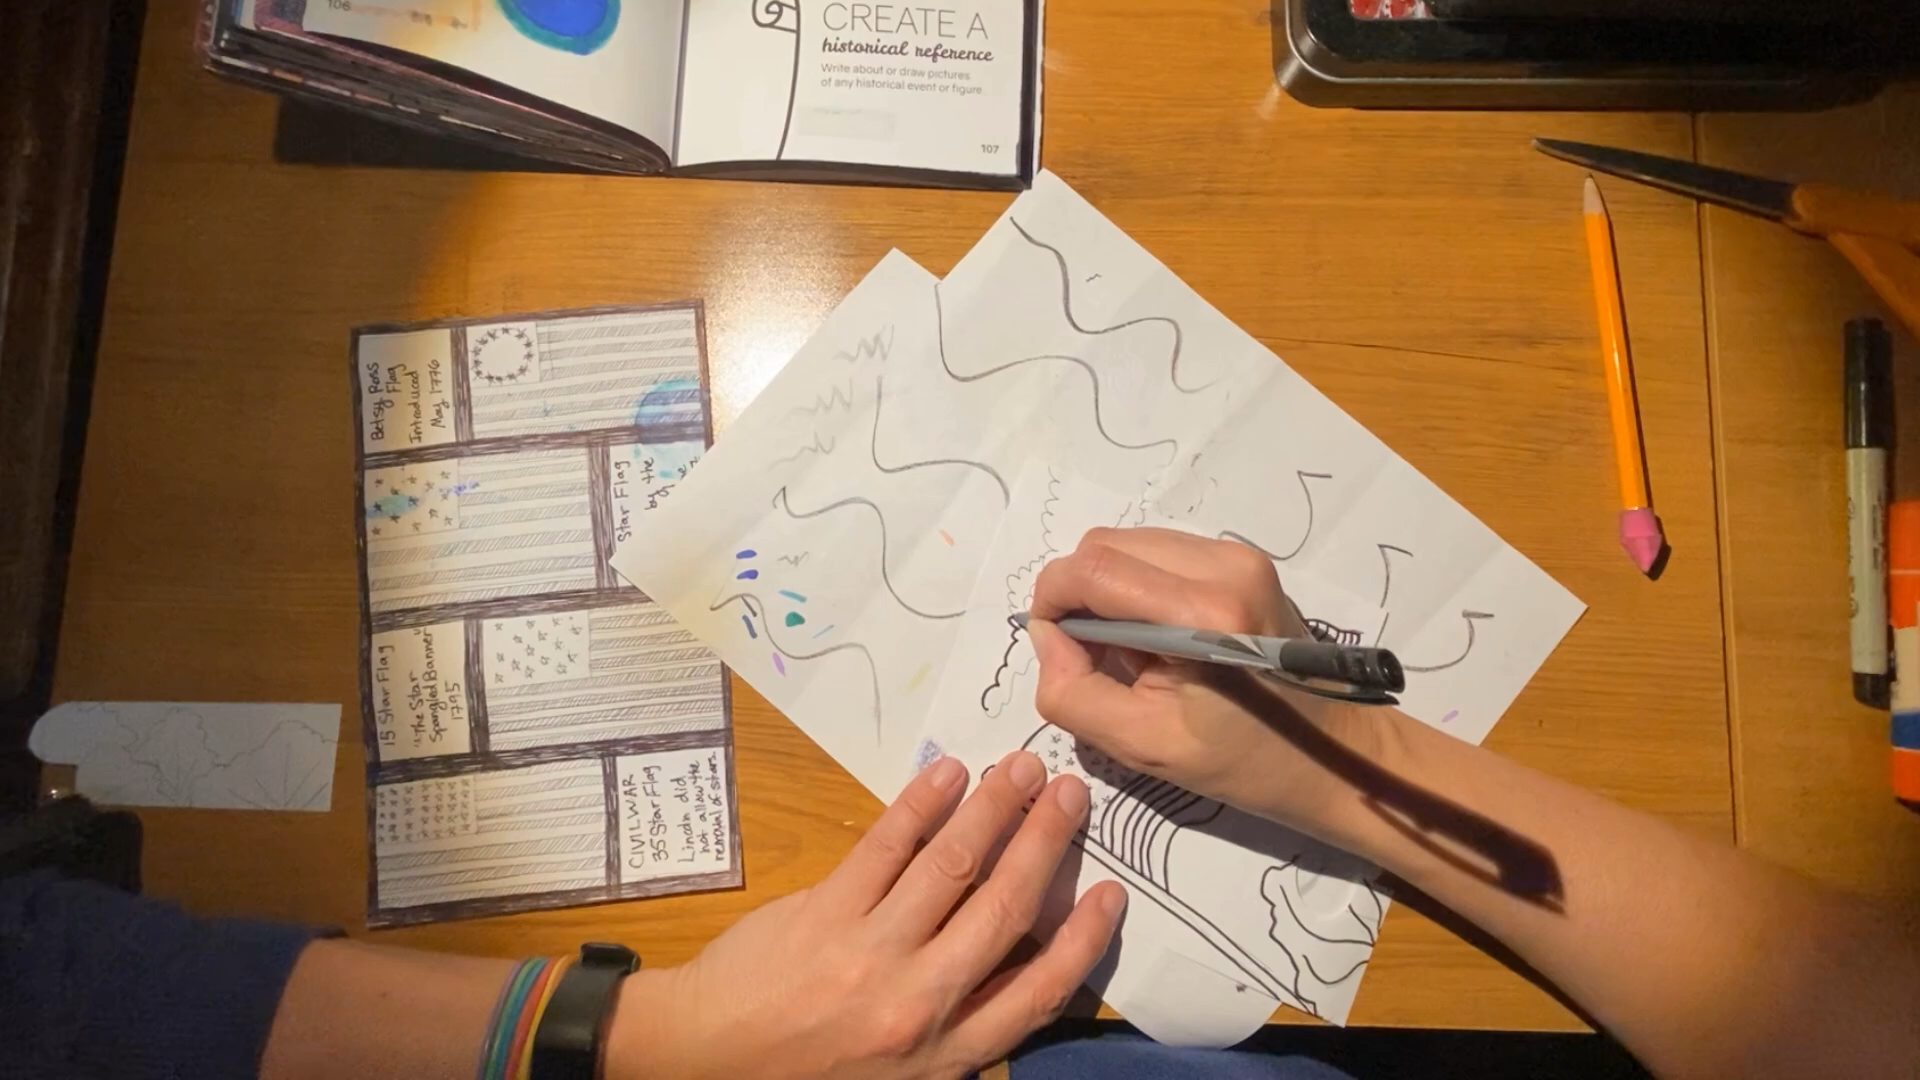 106
CREATE A
historical reference
Write about or draw pictures
of any historical event or figure.
107
Betsy Ross
Flag
Introduced
May 1776
Star Flag
by the
15 Star Flag
"The Star
Spangled Banner"
1795
CIVIL WAR
35 Star Flag
Lincoln did
not allow the
removal of stars.